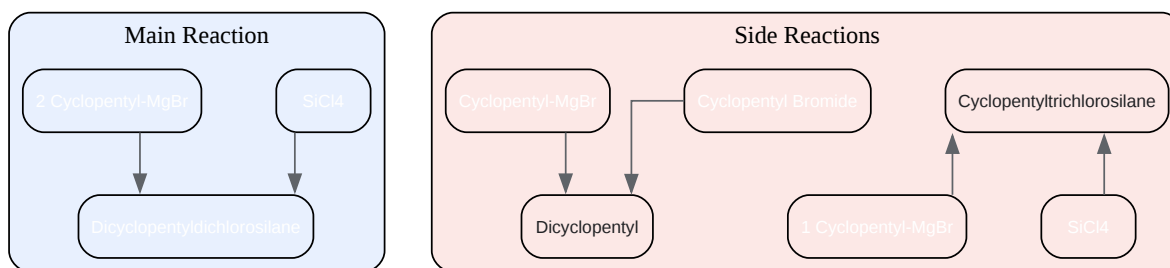 Main Reaction
2 Cyclopentyl-MgBr
SiCl4
Dicyclopentyldichlorosilane
Side Reactions
Cyclopentyl-MgBr
Cyclopentyl Bromide
Cyclopentyltrichlorosilane
Dicyclopentyl
1 Cyclopentyl-MgBr
SiCl4